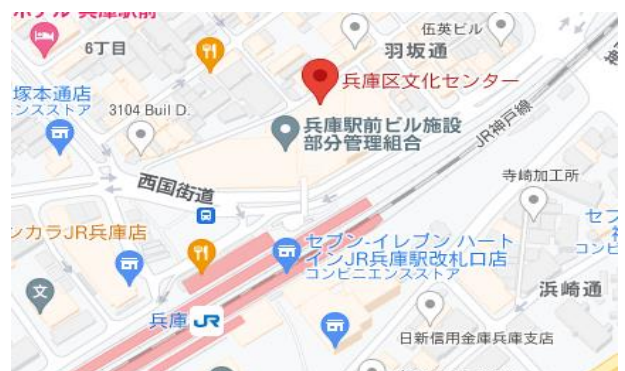 ホテル 兵庫駅前
6丁目
伍英ビル
羽坂通
兵庫区文化センター
塚本通店
ンスストア
3104 Buil D.
兵庫駅前ビル施設
部分管理組合
JR神戸線
西国街道
寺崎加工所
ンカラJR兵庫店
セブン-イレブン ハート
インJR兵庫駅改札口店
コンビニエンスストア
セブ
コンビニ
浜崎通
文
兵庫 JR
日新信用金庫兵庫支店